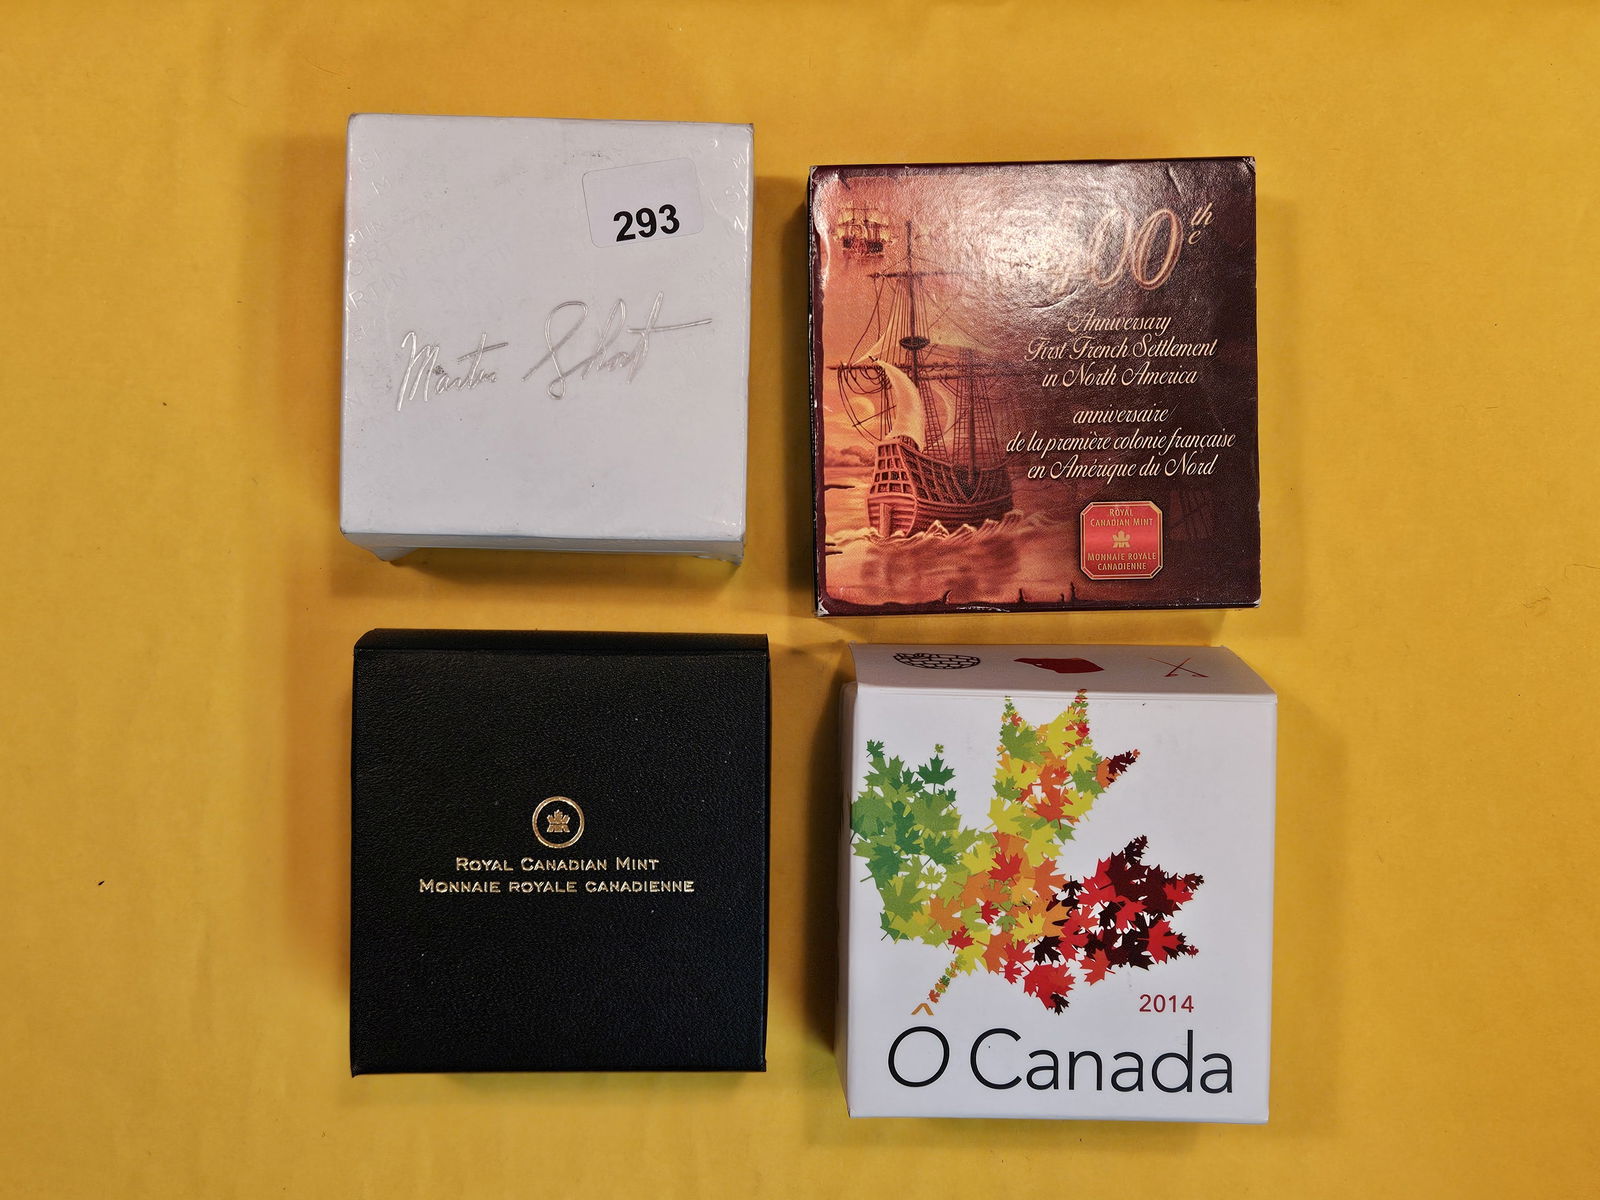 293
Martin Short
400th
e
Anniversary
First French Settlement
in North America
anniversaire
de la première colonie française
en Amérique du Nord
ROYAL
CANADIAN MINT
MONNAIE ROYALE
CANADIENNE
ROYAL CANADIAN MINT
MONNAIE ROYALE CANADIENNE
2014
Ô Canada